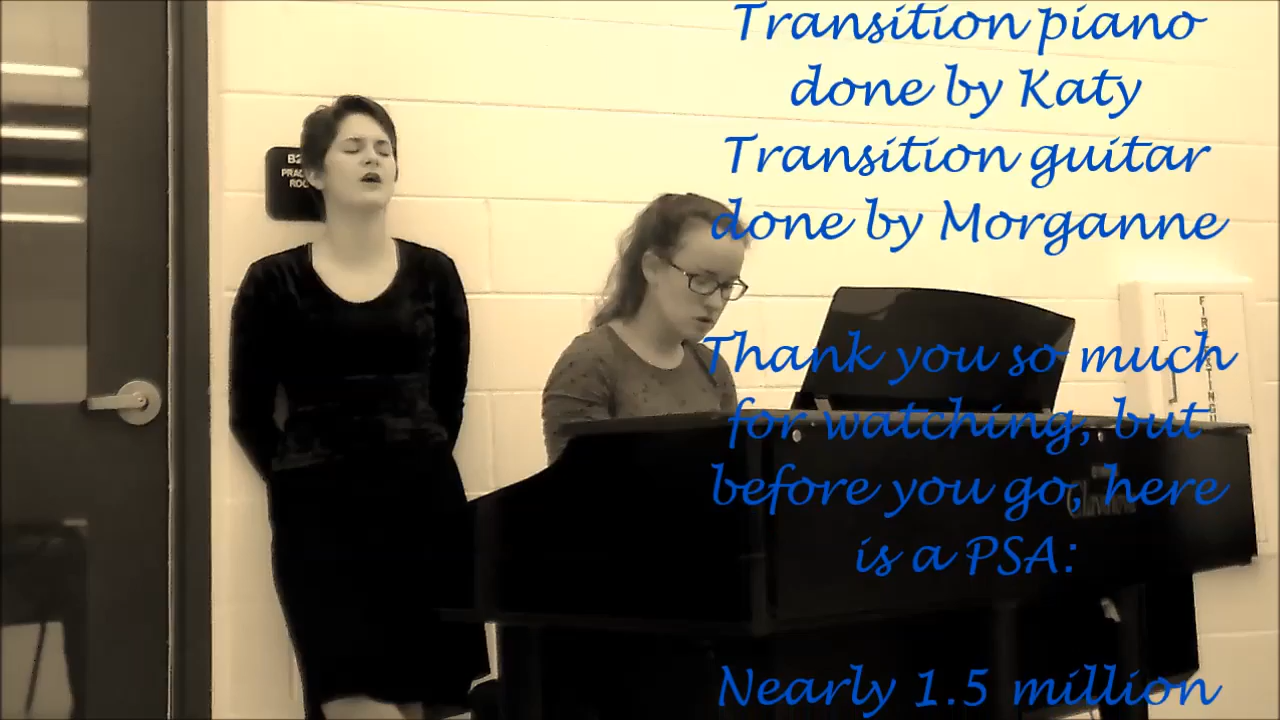 Transition piano
done by Katy
Transition guitar
done by Morganne
Thank you so much
for watching, but
before you go, here
is a PSA:
Nearly 1.5 million